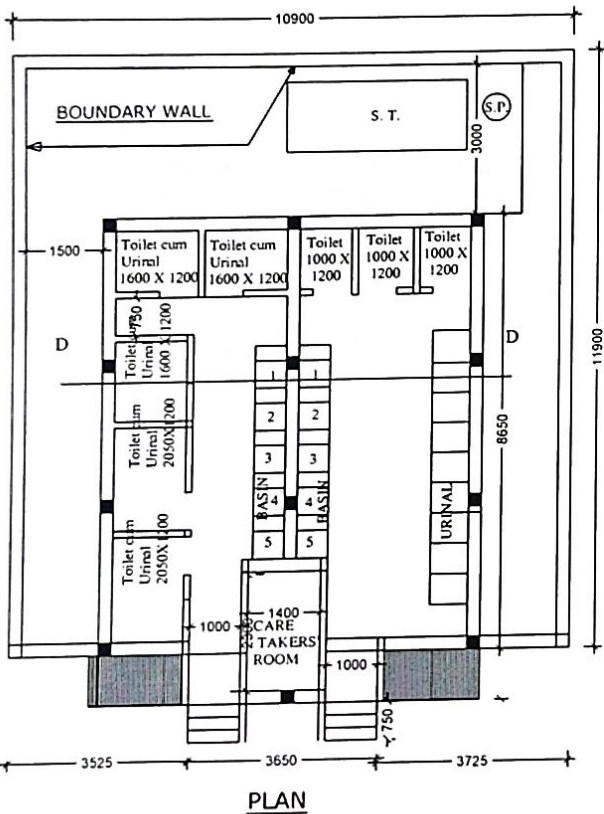 10900
BOUNDARY WALL
S. T.
S.P.
3000
1500
Toilet cum
Urinal
1600 X 1200
Toilet cum
Urinal
1600 X 1200
Toilet
1000 X
1200
Toilet
1000 X
1200
Toilet
1000 X
1200
750
Toilet cum
Urinal
1600 X 1200
D
D
11900
8650
1
2
3
4
5
BASIN
1
2
3
4
5
BASIN
URINAL
Toilet cum
Urinal
2050X1200
Toilet cum
Urinal
2050X1200
1000
1400
CARE
TAKERS'
ROOM
1000
750
3525
3650
3725
PLAN